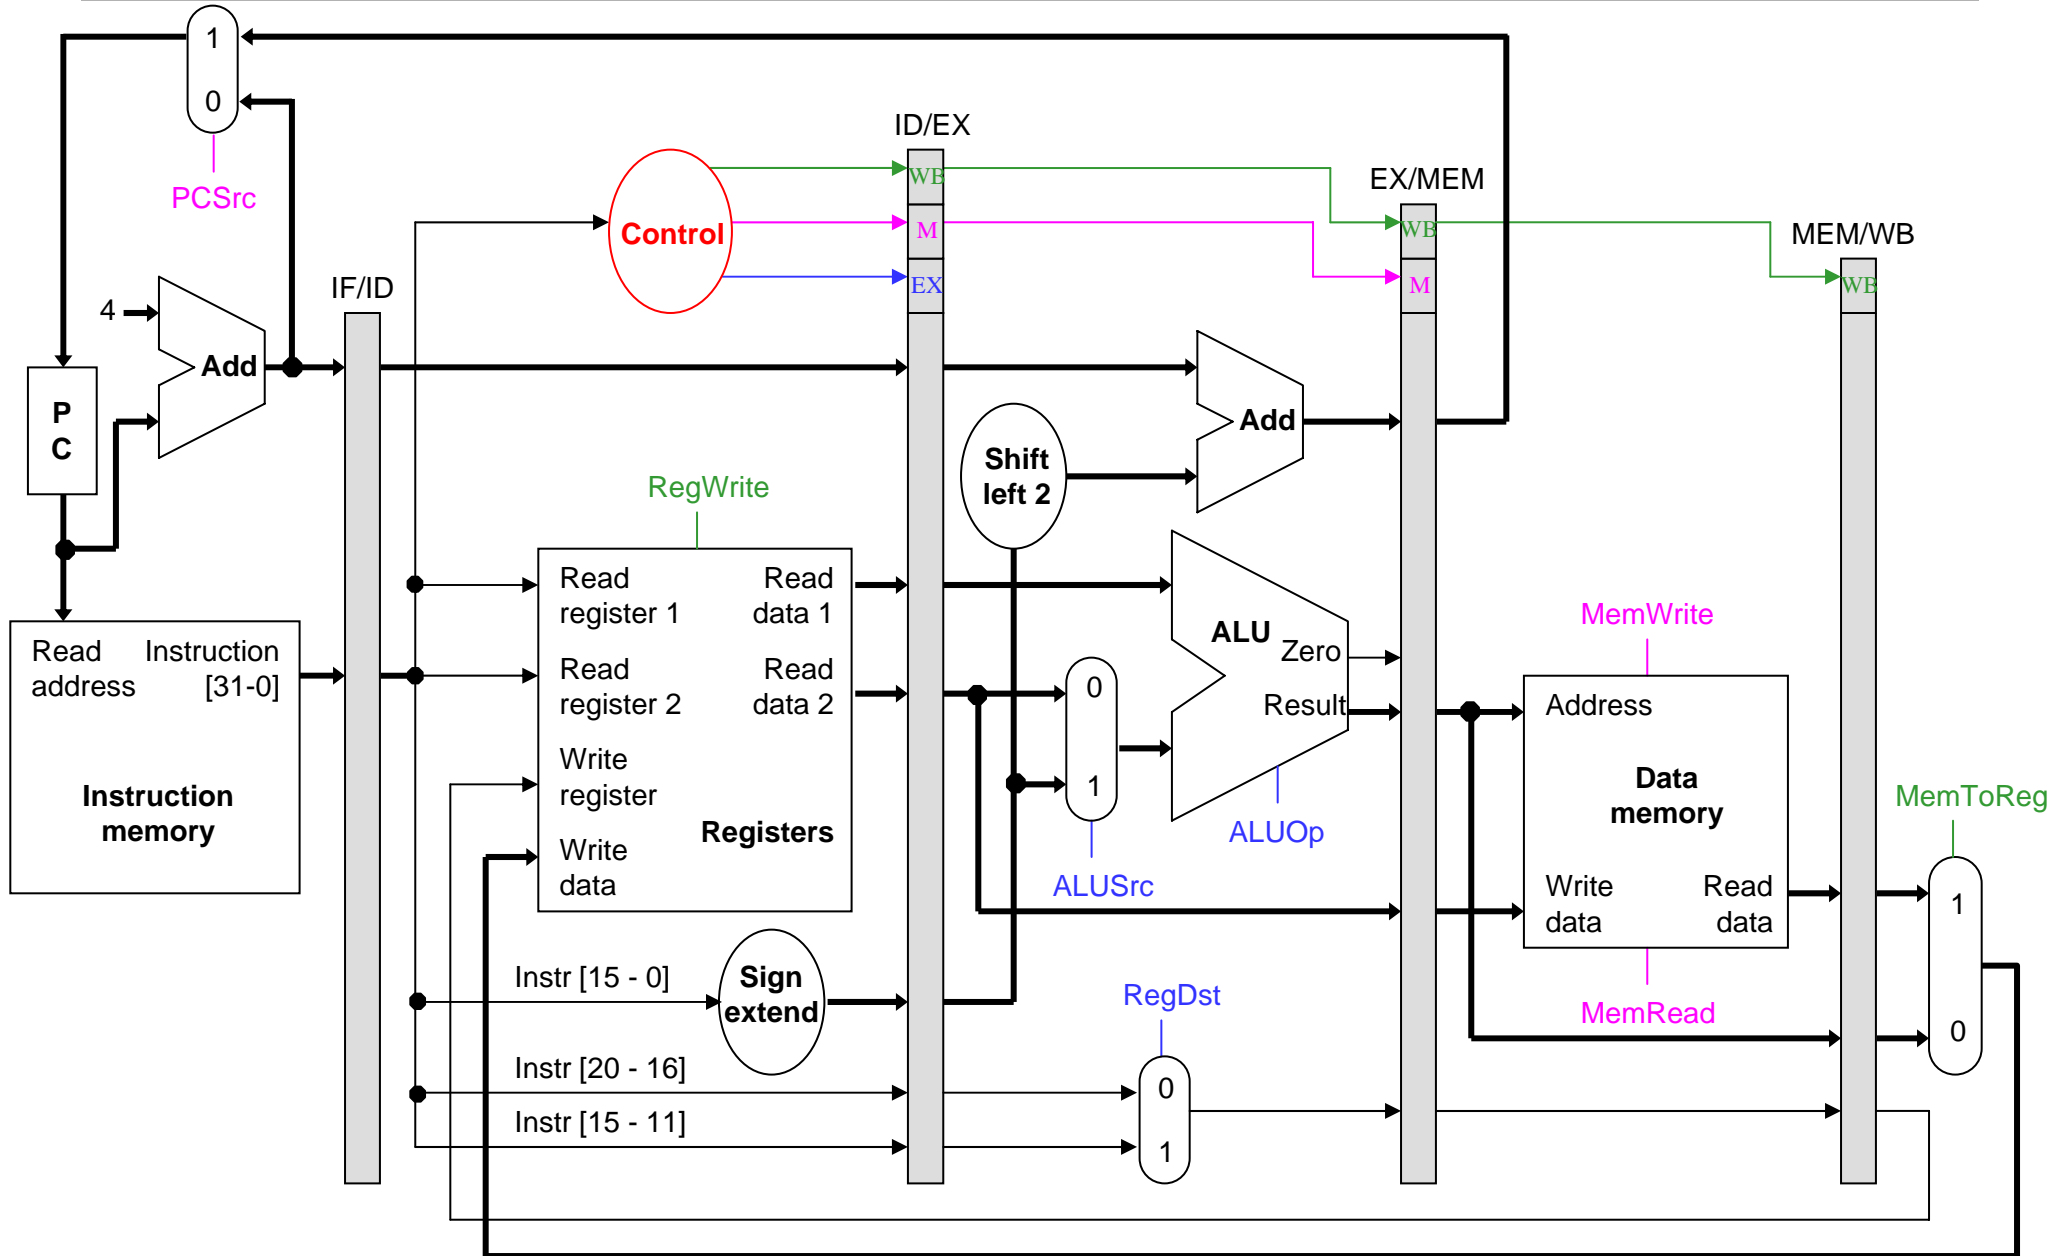 1
0
PCSrc
ID/EX
WB
M
EX
Control
EX/MEM
WB
M
MEM/WB
WB
IF/ID
4
Add
P
C
Add
Shift
left 2
RegWrite
Read
address
Instruction
[31-0]
Instruction
memory
Read
register 1
Read
data 1
Read
register 2
Read
data 2
Write
register
Write
data
Registers
0
1
ALUSrc
ALU
Zero
Result
ALUOp
MemWrite
Address
Data
memory
Write
data
Read
data
MemRead
MemToReg
1
0
Instr [15 - 0]
Sign
extend
RegDst
Instr [20 - 16]
Instr [15 - 11]
0
1